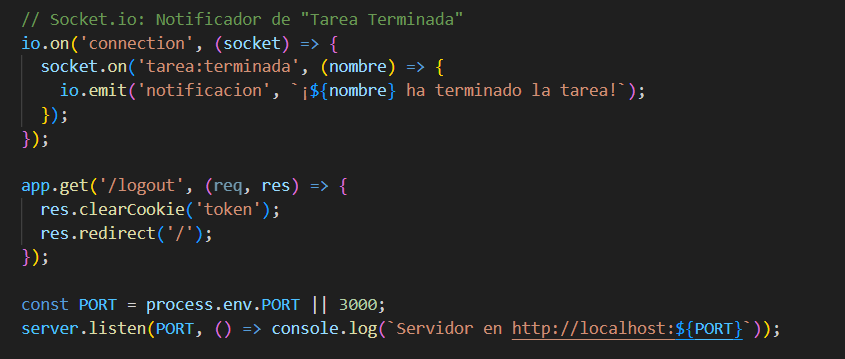 // Socket.io: Notificador de "Tarea Terminada"
io.on('connection', (socket) => {
  socket.on('tarea:terminada', (nombre) => {
    io.emit('notificacion', `¡${nombre} ha terminado la tarea!`);
  });
});

app.get('/logout', (req, res) => {
  res.clearCookie('token');
  res.redirect('/');
});

const PORT = process.env.PORT || 3000;
server.listen(PORT, () => console.log(`Servidor en http://localhost:${PORT}`));